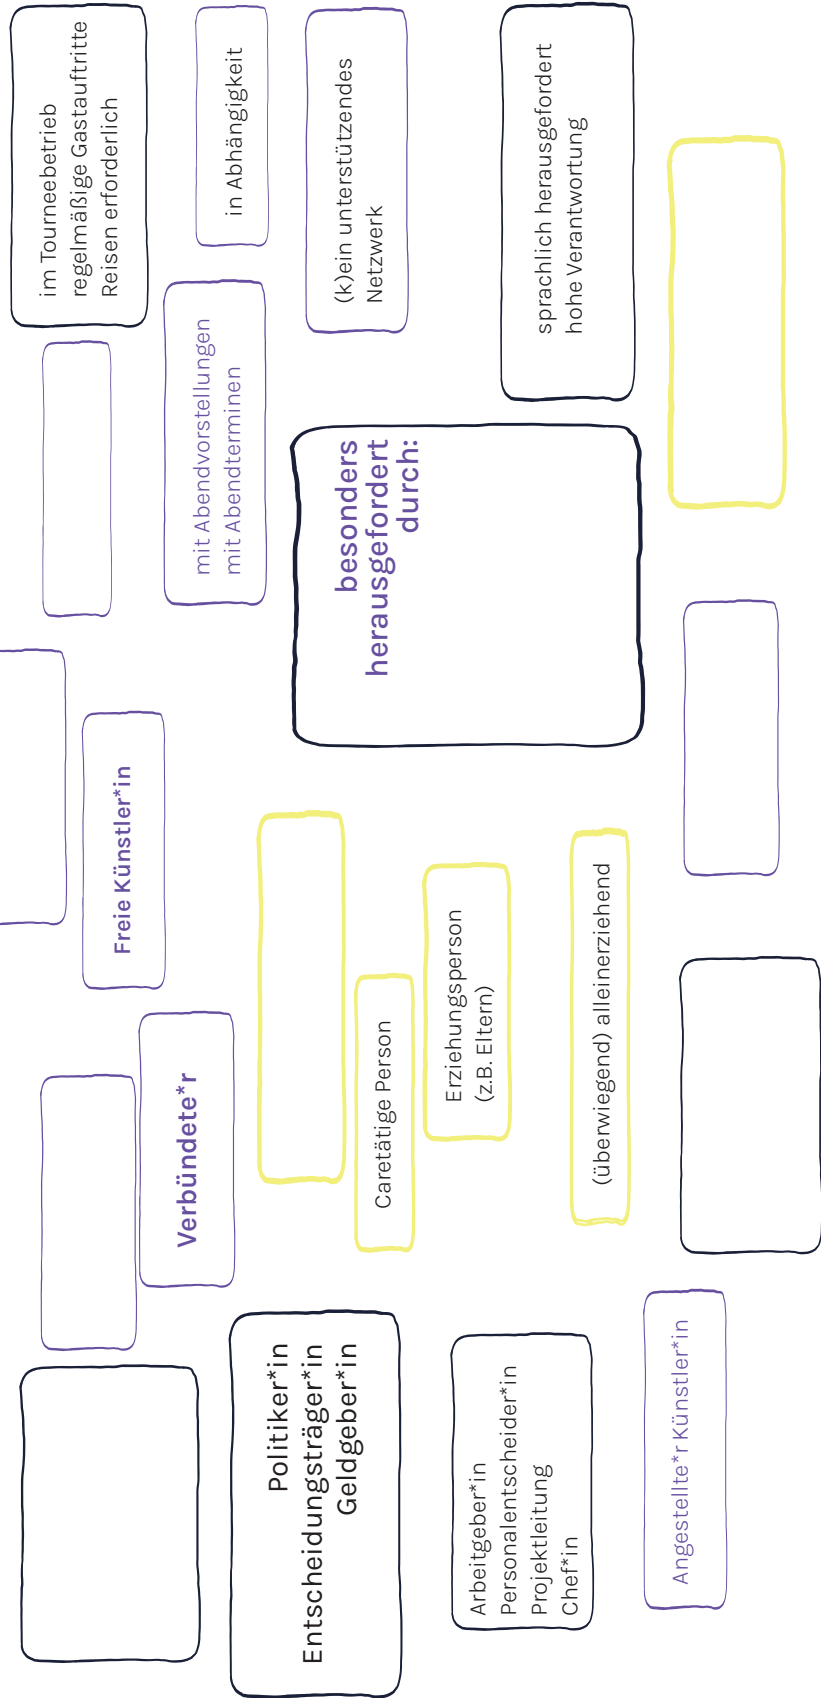 Politiker*in
Entscheidungsträger*in
Geldgeber*in
Arbeitgeber*in
Personalentscheider*in
Projektleitung
Chef*in
Angestellte*r Künstler*in
Verbündete*r
Freie Künstler*in
Caretätige Person
Erziehungsperson
(z.B. Eltern)
(überwiegend) alleinerziehend
besonders
herausgefordert
durch:
im Tourneebetrieb
regelmäßige Gastauftritte
Reisen erforderlich
mit Abendvorstellungen
mit Abendterminen
in Abhängigkeit
(k)ein unterstützendes
Netzwerk
sprachlich herausgefordert
hohe Verantwortung